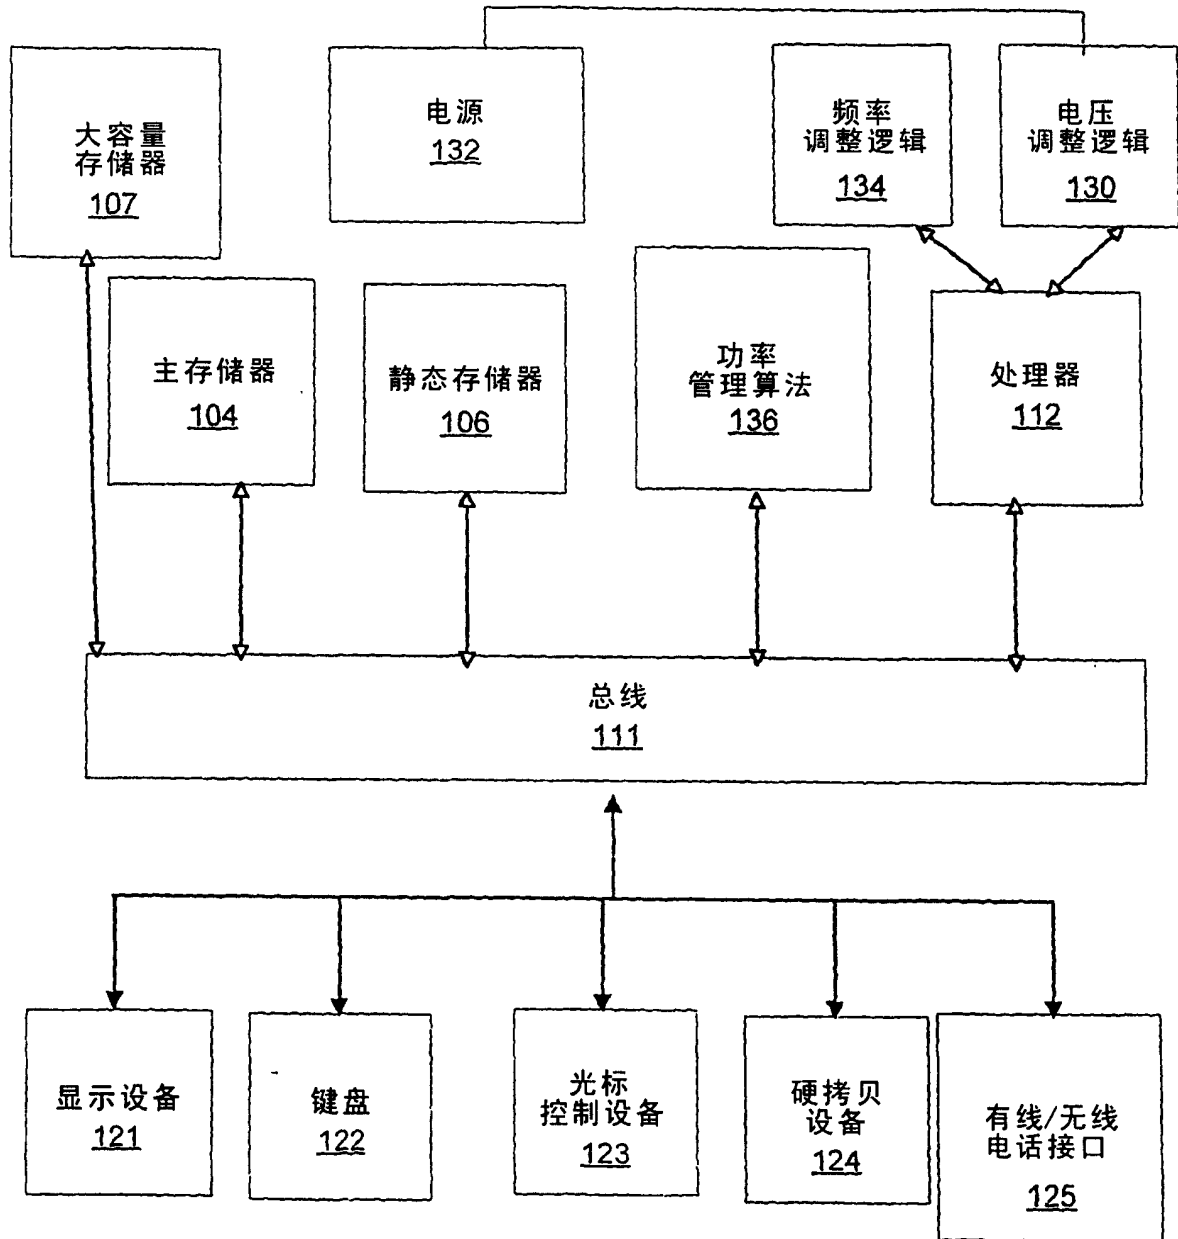 大容量
存储器
107
电源
132
频率
调整逻辑
134
电压
调整逻辑
130
主存储器
104
静态存储器
106
功率
管理算法
136
处理器
112
总线
111
显示设备
121
键盘
122
光标
控制设备
123
硬拷贝
设备
124
有线/无线
电话接口
125